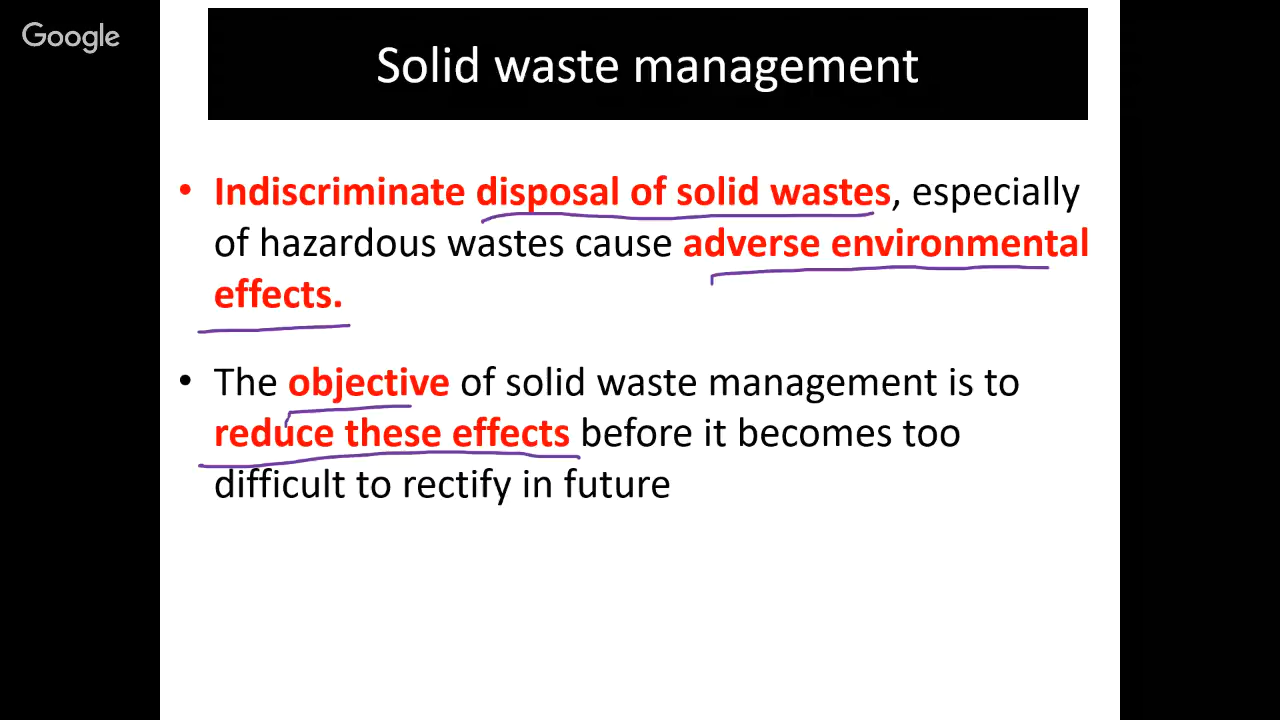 Google
Solid waste management
• Indiscriminate disposal of solid wastes, especially
of hazardous wastes cause adverse environmental
effects.
• The objective of solid waste management is to
reduce these effects before it becomes too
difficult to rectify in future